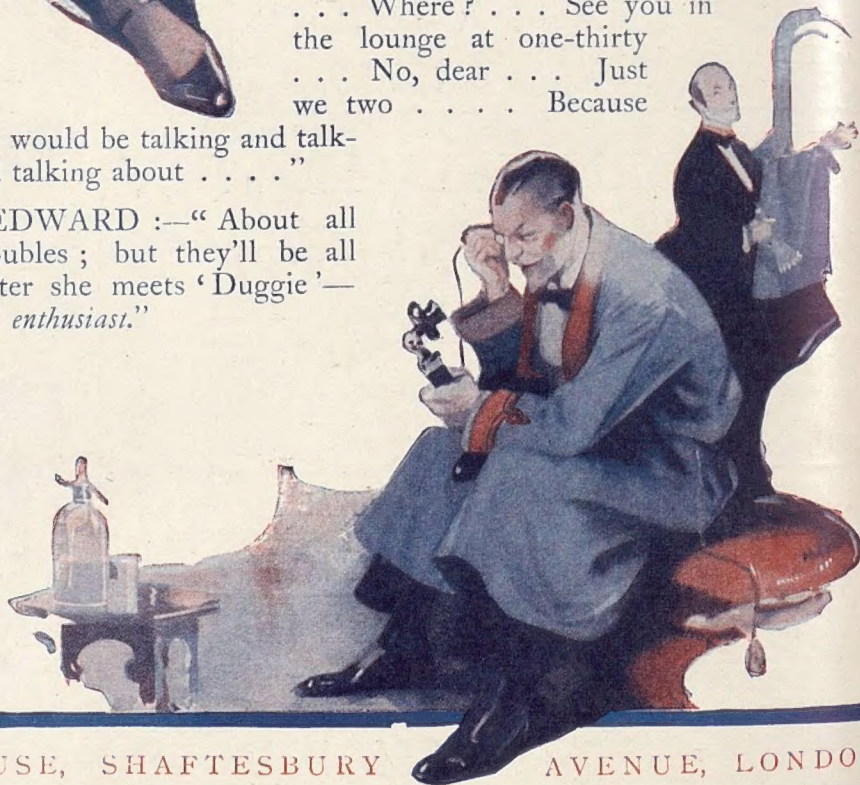 . . . Where ? . . . See you in
the lounge at one-thirty
. . . No, dear . . . Just
we two . . . . Because
would be talking and talk-
talking about . . . ."
EDWARD :—“ About all
ubles ; but they'll be all
ter she meets ‘ Duggie ’—
enthusiast.”
USE, SHAFTESBURY AVENUE, LONDO